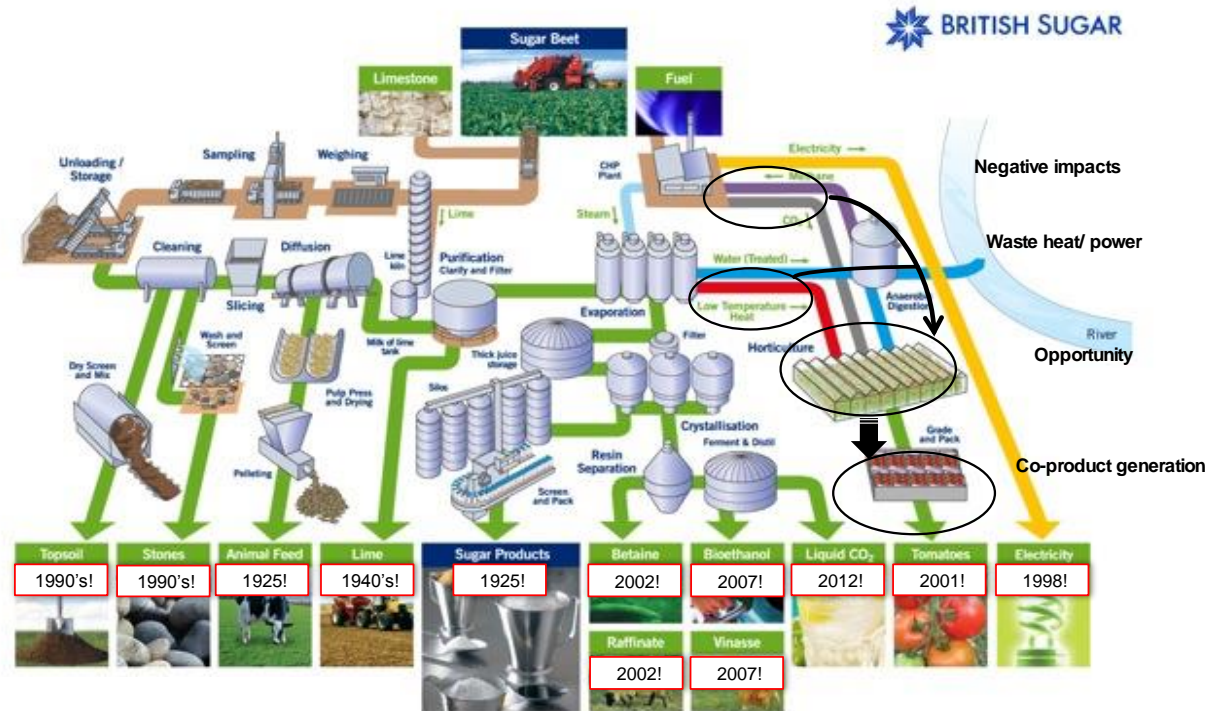 BRITISH SUGAR
Sugar Beet
Limestone
Fuel
Unloading /
Storage
Sampling
Weighing
CHP
Plant
Electricity
Methane
CO₂
Negative impacts
Steam
Lime
Cleaning
Diffusion
Lime
kiln
Purification
Clarify and Filter
Water (Treated)
Waste heat/ power
Slicing
Evaporation
Low Temperature
Heat
Anaerobic
Digestion
River
Wash and
Screen
Milk of lime
tank
Thick juice
storage
Filter
Horticulture
Opportunity
Dry Screen
and Mix
Pulp Press
and Drying
Silos
Crystallisation
Ferment & Distil
Grade
and Pack
Resin
Separation
Co-product generation
Pelleting
Screen
and Pack
Topsoil
1990's!
Stones
1990's!
Animal Feed
1925!
Lime
1940's!
Sugar Products
1925!
Betaine
2002!
Bioethanol
2007!
Liquid CO₂
2012!
Tomatoes
2001!
Electricity
1998!
Raffinate
2002!
Vinasse
2007!